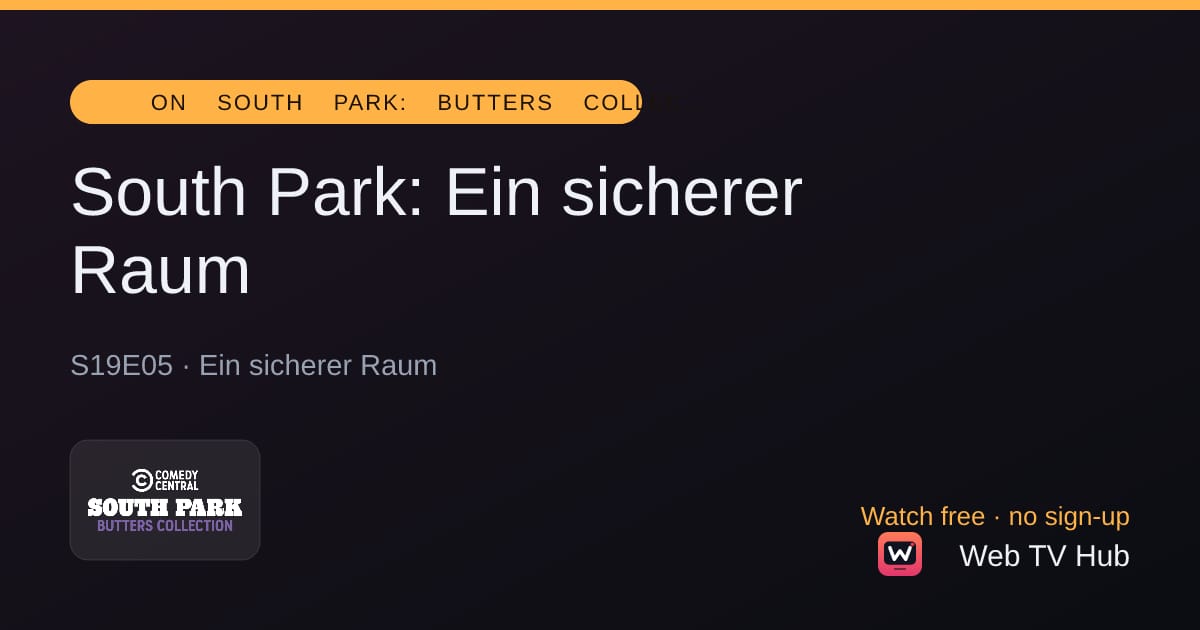 ON SOUTH PARK: BUTTERS COLL
South Park: Ein sicherer
Raum
S19E05 · Ein sicherer Raum
COMEDY
CENTRAL
SOUTH PARK
BUTTERS COLLECTION
Watch free · no sign-up
W Web TV Hub